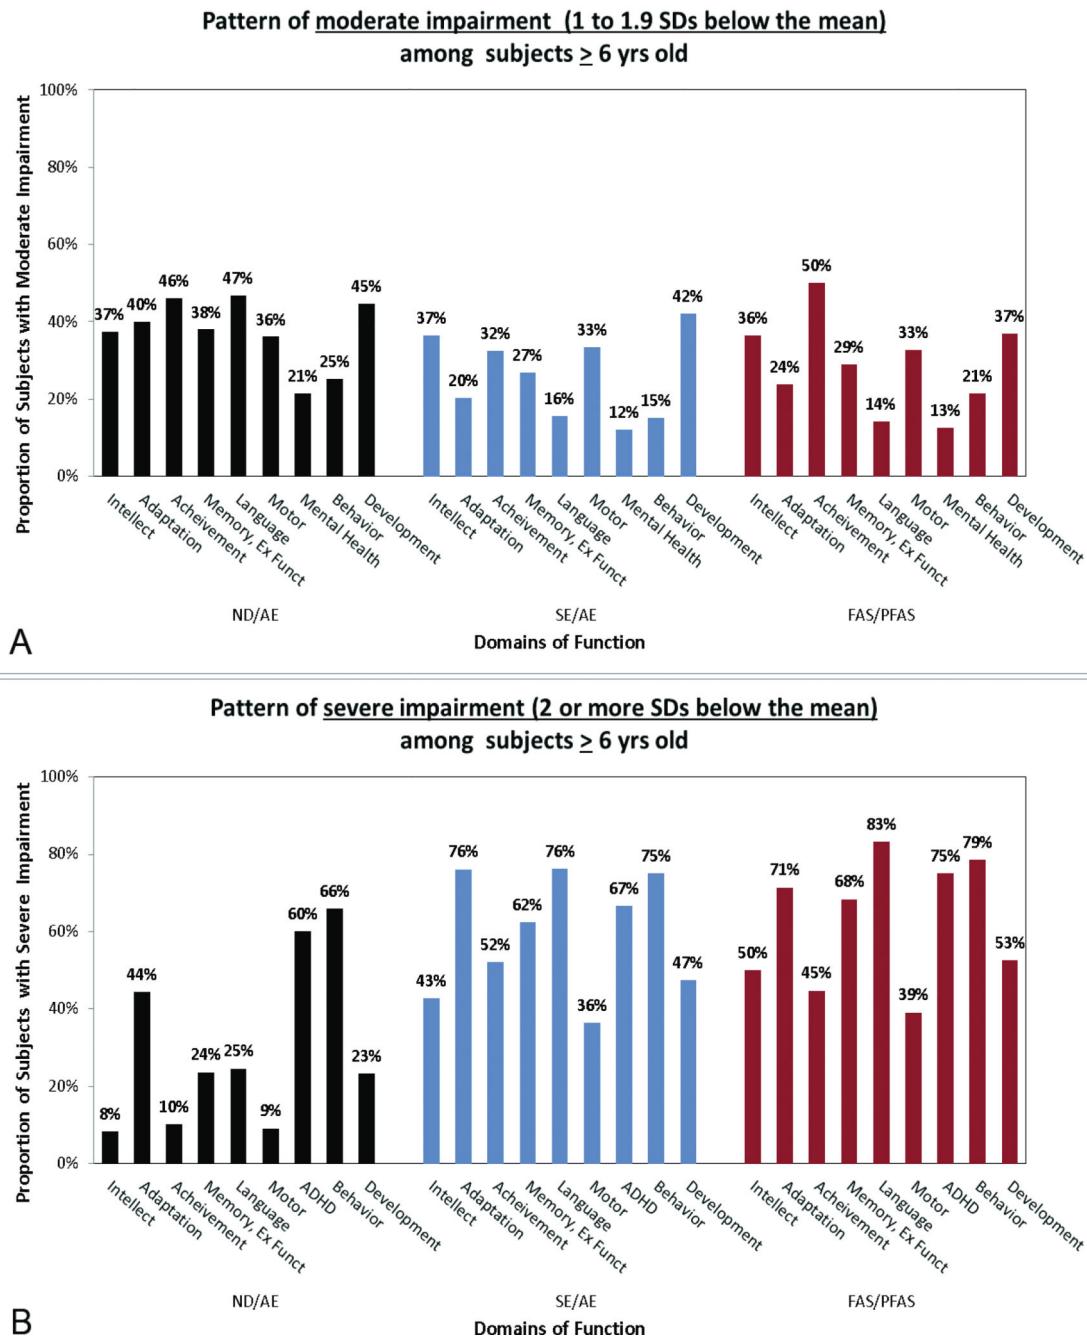 Pattern of moderate impairment (1 to 1.9 SDs below the mean)
among subjects ≥ 6 yrs old
Proportion of Subjects with Moderate Impairment
100%
80%
60%
40%
20%
0%
37%
40%
46%
38%
47%
36%
21%
25%
45%
37%
20%
32%
27%
16%
33%
12%
15%
42%
36%
24%
50%
29%
14%
33%
13%
21%
37%
Intellect
Adaptation
Acheivement
Memory, Ex Funct
Language
Motor
Mental Health
Behavior
Development
Intellect
Adaptation
Acheivement
Memory, Ex Funct
Language
Motor
Mental Health
Behavior
Development
Intellect
Adaptation
Acheivement
Memory, Ex Funct
Language
Motor
Mental Health
Behavior
Development
ND/AE
SE/AE
FAS/PFAS
A
Domains of Function
Pattern of severe impairment (2 or more SDs below the mean)
among subjects ≥ 6 yrs old
Proportion of Subjects with Severe Impairment
100%
80%
60%
40%
20%
0%
8%
44%
10%
24%
25%
9%
60%
66%
23%
43%
76%
52%
62%
76%
36%
67%
75%
47%
50%
71%
45%
68%
83%
39%
75%
79%
53%
Intellect
Adaptation
Acheivement
Memory, Ex Funct
Language
Motor
ADHD
Behavior
Development
Intellect
Adaptation
Acheivement
Memory, Ex Funct
Language
Motor
ADHD
Behavior
Development
Intellect
Adaptation
Acheivement
Memory, Ex Funct
Language
Motor
ADHD
Behavior
Development
ND/AE
SE/AE
FAS/PFAS
B
Domains of Function